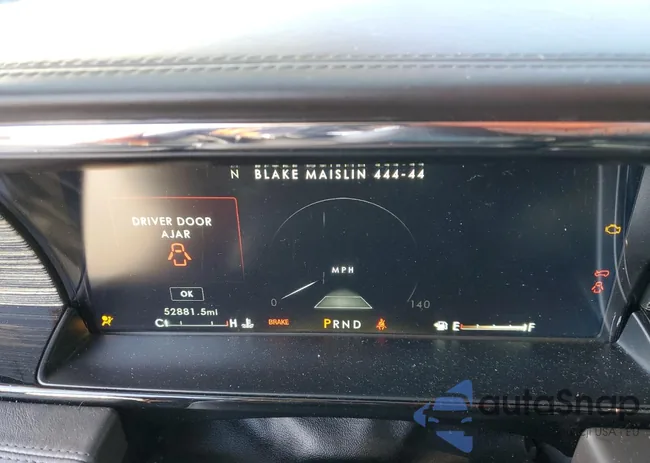 N BLAKE MAISLIN 444-44
DRIVER DOOR
AJAR
MPH
OK
0
140
52881.5mi
C H BRAKE PRND E F
autoSnap